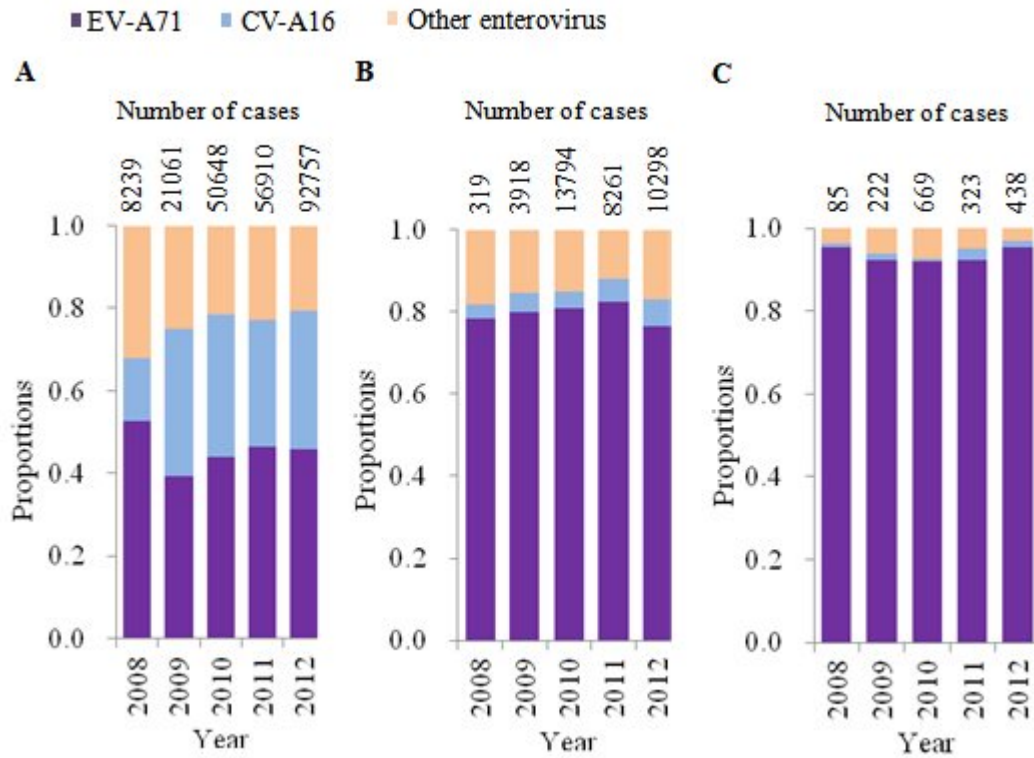 EV-A71 CV-A16 Other enterovirus
A
Number of cases
8239 21061 50648 56910 92757
1.0
0.8
0.6
0.4
0.2
0.0
Proportions
2008 2009 2010 2011 2012
Year
B
Number of cases
319 3918 13794 8261 10298
1.0
0.8
0.6
0.4
0.2
0.0
Proportions
2008 2009 2010 2011 2012
Year
C
Number of cases
85 222 669 323 438
1.0
0.8
0.6
0.4
0.2
0.0
Proportions
2008 2009 2010 2011 2012
Year